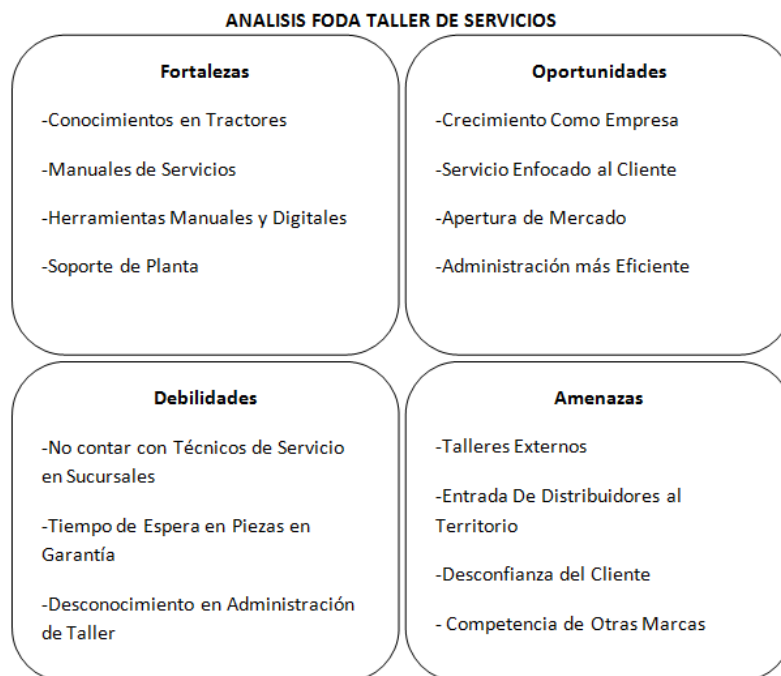 ANALISIS FODA TALLER DE SERVICIOS
Fortalezas
-Conocimientos en Tractores
-Manuales de Servicios
-Herramientas Manuales y Digitales
-Soporte de Planta
Oportunidades
-Crecimiento Como Empresa
-Servicio Enfocado al Cliente
-Apertura de Mercado
-Administración más Eficiente
Debilidades
-No contar con Técnicos de Servicio
en Sucursales
-Tiempo de Espera en Piezas en
Garantía
-Desconocimiento en Administración
de Taller
Amenazas
-Talleres Externos
-Entrada De Distribuidores al
Territorio
-Desconfianza del Cliente
- Competencia de Otras Marcas